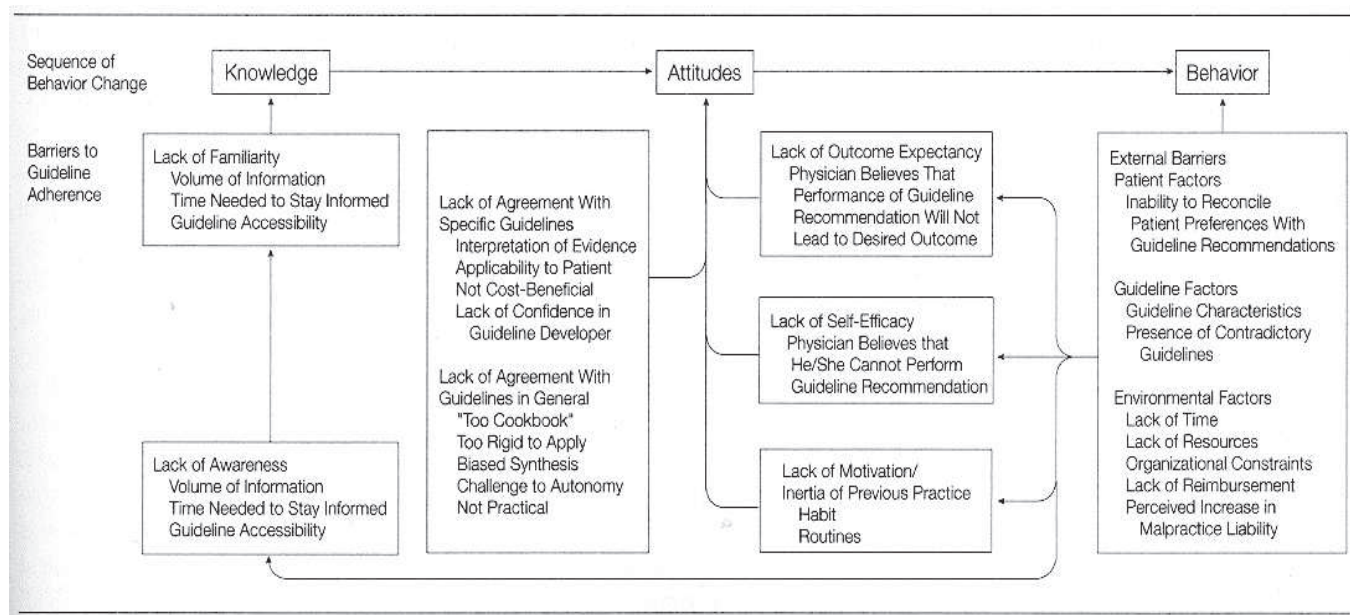 Sequence of
Behavior Change
Knowledge
Attitudes
Behavior
Barriers to
Guideline
Adherence
Lack of Familiarity
Volume of Information
Time Needed to Stay Informed
Guideline Accessibility
Lack of Awareness
Volume of Information
Time Needed to Stay Informed
Guideline Accessibility
Lack of Agreement With
Specific Guidelines
Interpretation of Evidence
Applicability to Patient
Not Cost-Beneficial
Lack of Confidence in
Guideline Developer
Lack of Agreement With
Guidelines in General
"Too Cookbook"
Too Rigid to Apply
Biased Synthesis
Challenge to Autonomy
Not Practical
Lack of Outcome Expectancy
Physician Believes That
Performance of Guideline
Recommendation Will Not
Lead to Desired Outcome
Lack of Self-Efficacy
Physician Believes that
He/She Cannot Perform
Guideline Recommendation
Lack of Motivation/
Inertia of Previous Practice
Habit
Routines
External Barriers
Patient Factors
Inability to Reconcile
Patient Preferences With
Guideline Recommendations
Guideline Factors
Guideline Characteristics
Presence of Contradictory
Guidelines
Environmental Factors
Lack of Time
Lack of Resources
Organizational Constraints
Lack of Reimbursement
Perceived Increase in
Malpractice Liability